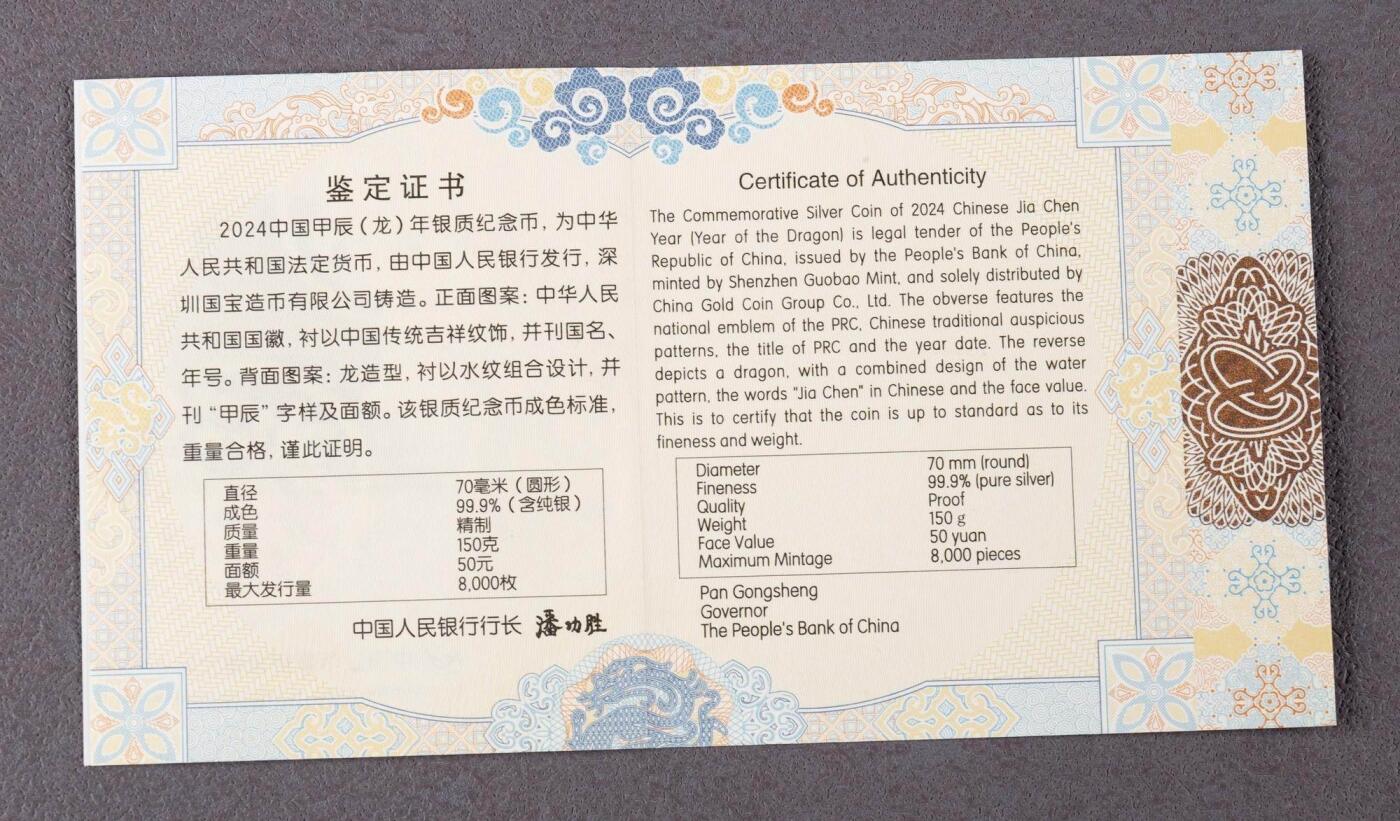 鉴定证书
2024中国甲辰（龙）年银质纪念币，为中华
人民共和国法定货币，由中国人民银行发行，深
圳国宝造币有限公司铸造。正面图案：中华人民
共和国国徽，衬以中国传统吉祥纹饰，并刊国名、
年号。背面图案：龙造型，衬以水纹组合设计，并
刊“甲辰”字样及面额。该银质纪念币成色标准，
重量合格，谨此证明。
直径 70毫米（圆形）
成色 99.9%（含纯银）
质量 精制
重量 150克
面额 50元
最大发行量 8,000枚
中国人民银行行长 潘功胜
Certificate of Authenticity
The Commemorative Silver Coin of 2024 Chinese Jia Chen
Year (Year of the Dragon) is legal tender of the People's
Republic of China, issued by the People's Bank of China,
minted by Shenzhen Guobao Mint, and solely distributed by
China Gold Coin Group Co., Ltd. The obverse features the
national emblem of the PRC, Chinese traditional auspicious
patterns, the title of PRC and the year date. The reverse
depicts a dragon, with a combined design of the water
pattern, the words "Jia Chen" in Chinese and the face value.
This is to certify that the coin is up to standard as to its
fineness and weight.
Diameter 70 mm (round)
Fineness 99.9% (pure silver)
Quality Proof
Weight 150 g
Face Value 50 yuan
Maximum Mintage 8,000 pieces
Pan Gongsheng
Governor
The People's Bank of China